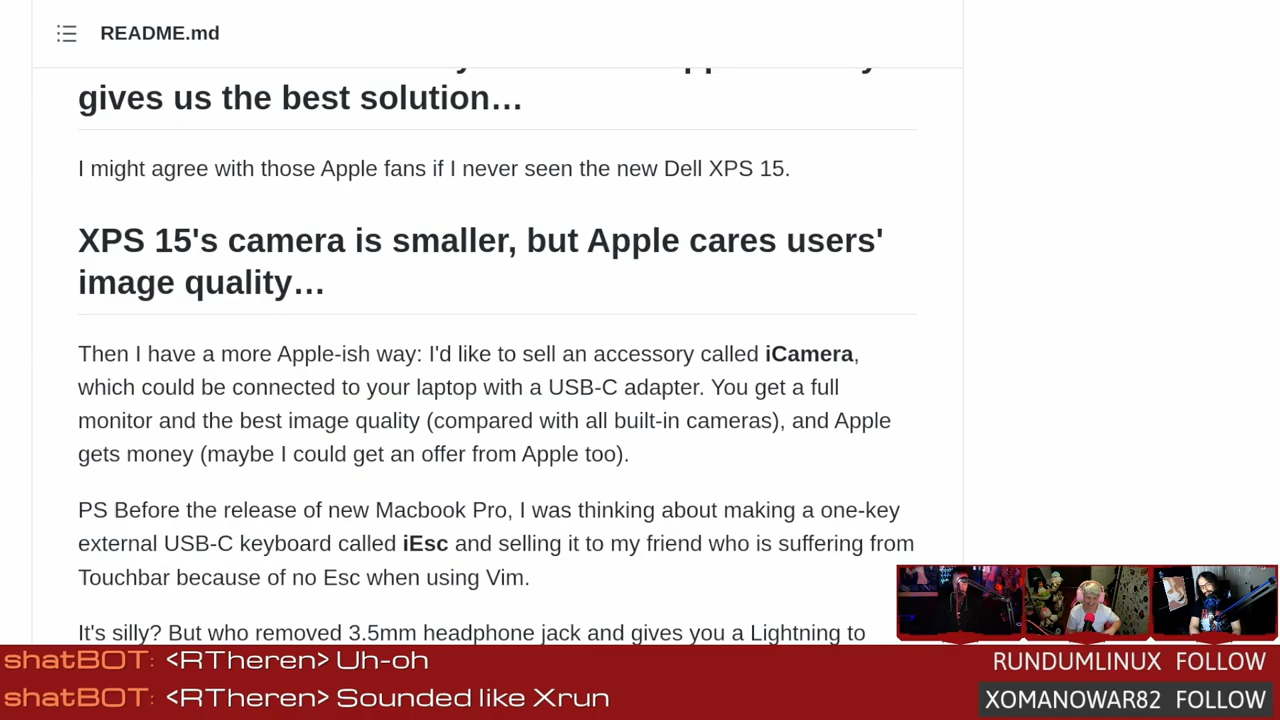 README.md
gives us the best solution…
I might agree with those Apple fans if I never seen the new Dell XPS 15.
XPS 15's camera is smaller, but Apple cares users'
image quality…
Then I have a more Apple-ish way: I'd like to sell an accessory called iCamera,
which could be connected to your laptop with a USB-C adapter. You get a full
monitor and the best image quality (compared with all built-in cameras), and Apple
gets money (maybe I could get an offer from Apple too).
PS Before the release of new Macbook Pro, I was thinking about making a one-key
external USB-C keyboard called iEsc and selling it to my friend who is suffering from
Touchbar because of no Esc when using Vim.
It's silly? But who removed 3.5mm headphone jack and gives you a Lightning to
shatBOT: <RTheren> Uh-oh
RUNDUMLINUX FOLLOW
shatBOT: <RTheren> Sounded like Xrun
XOMANOWAR82 FOLLOW